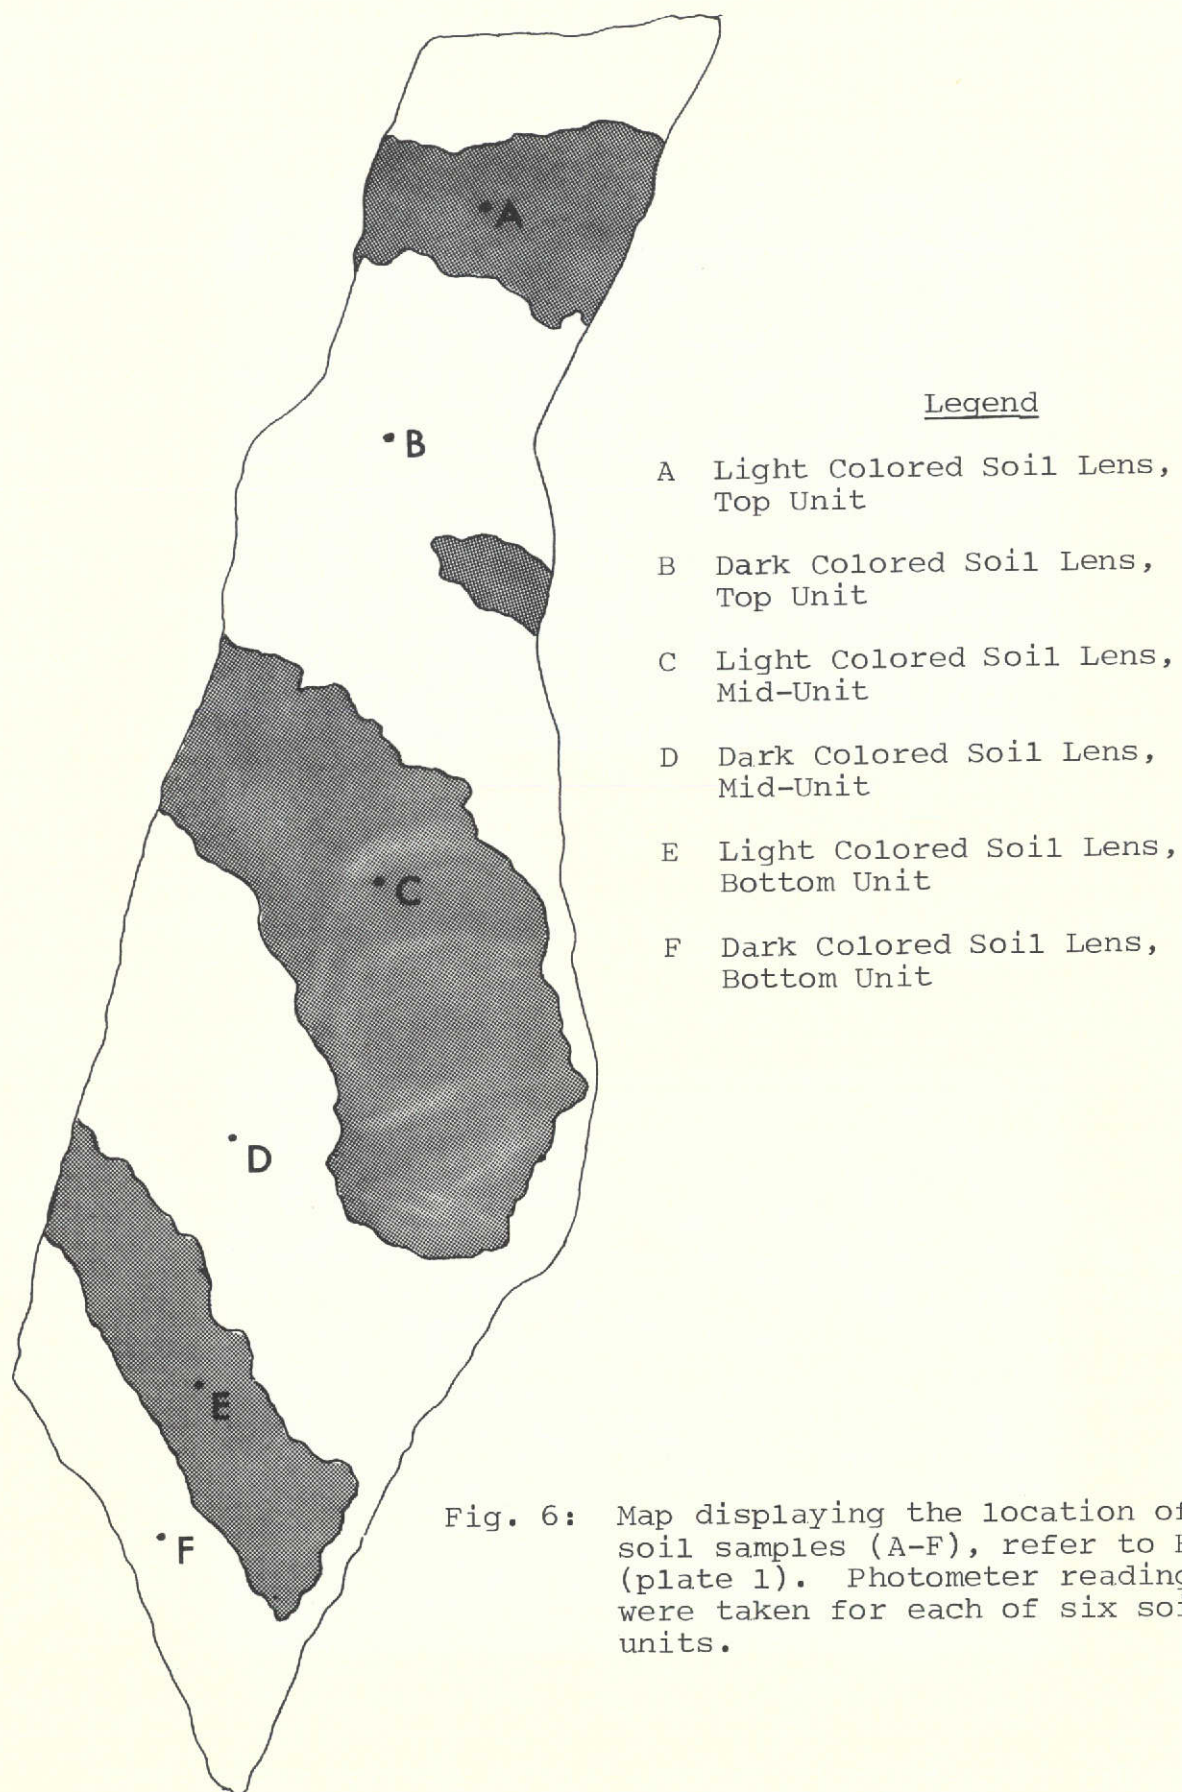 A
B
C
D
E
F
Legend
A Light Colored Soil Lens,
Top Unit
B Dark Colored Soil Lens,
Top Unit
C Light Colored Soil Lens,
Mid-Unit
D Dark Colored Soil Lens,
Mid-Unit
E Light Colored Soil Lens,
Bottom Unit
F Dark Colored Soil Lens,
Bottom Unit
Fig. 6: Map displaying the location of
soil samples (A-F), refer to
(plate 1). Photometer reading
were taken for each of six
units.